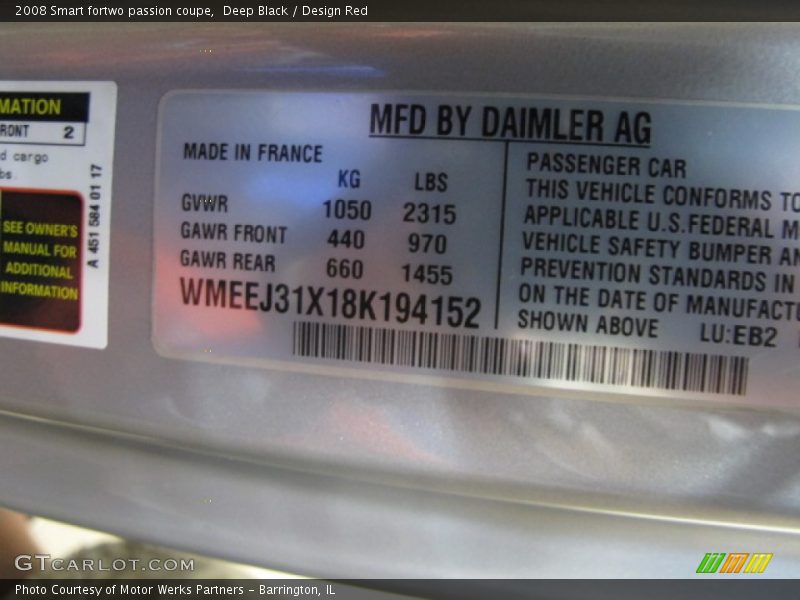 2008 Smart fortwo passion coupe,  Deep Black / Design Red
MATION
RONT 2
d cargo
bs.
SEE OWNER'S
MANUAL FOR
ADDITIONAL
INFORMATION
A 451 584 01 17
MFD BY DAIMLER AG
MADE IN FRANCE
KG LBS
GVWR 1050 2315
GAWR FRONT 440 970
GAWR REAR 660 1455
WMEEJ31X18K194152
PASSENGER CAR
THIS VEHICLE CONFORMS TO
APPLICABLE U.S.FEDERAL M
VEHICLE SAFETY BUMPER AN
PREVENTION STANDARDS IN
ON THE DATE OF MANUFACTU
SHOWN ABOVE LU:EB2
GTCARLOT.COM
Photo Courtesy of Motor Werks Partners – Barrington, IL